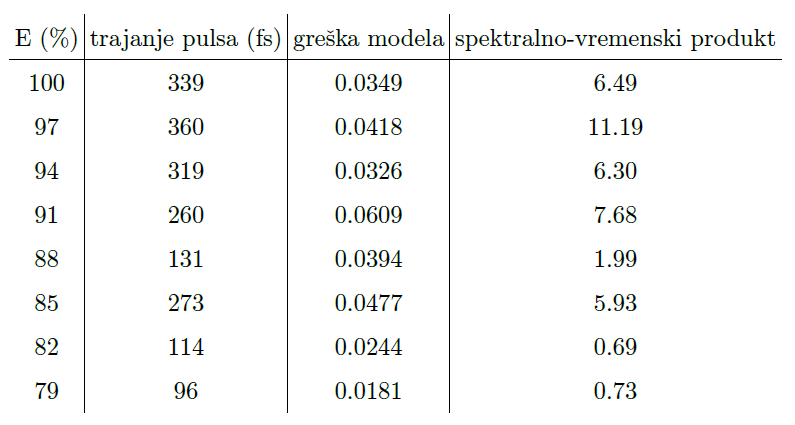 E (%) trajanje pulsa (fs) greška modela spektralno-vremenski produkt
100 339 0.0349 6.49
97 360 0.0418 11.19
94 319 0.0326 6.30
91 260 0.0609 7.68
88 131 0.0394 1.99
85 273 0.0477 5.93
82 114 0.0244 0.69
79 96 0.0181 0.73